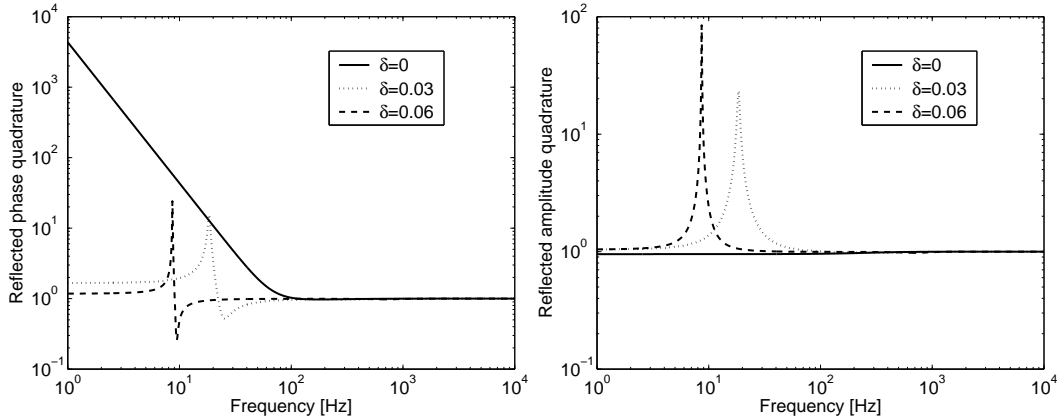 Reflected phase quadrature
10^4
10^3
10^2
10^1
10^0
10^-1
10^0
10^1
10^2
10^3
10^4
Frequency [Hz]
δ=0
δ=0.03
δ=0.06
Reflected amplitude quadrature
10^2
10^1
10^0
10^-1
10^0
10^1
10^2
10^3
10^4
Frequency [Hz]
δ=0
δ=0.03
δ=0.06